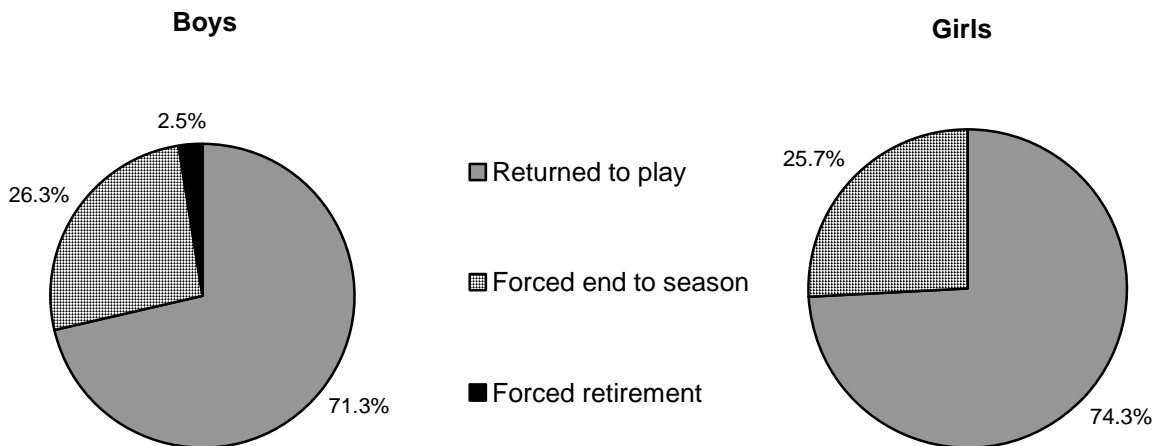 Boys
2.5%
26.3%
71.3%
Returned to play
Forced end to season
Forced retirement
Girls
25.7%
74.3%